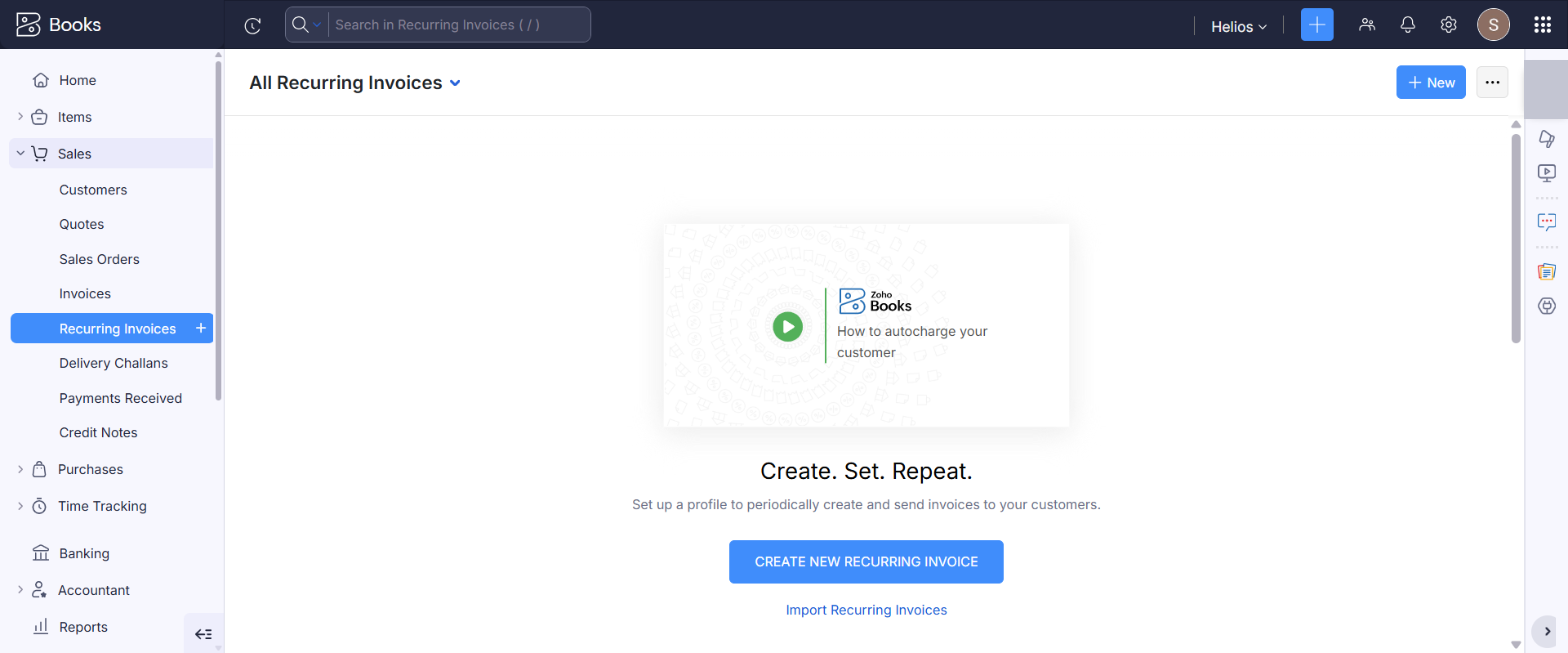 Books
Search in Recurring Invoices ( / )
Helios
S
Home
Items
Sales
Customers
Quotes
Sales Orders
Invoices
Recurring Invoices +
Delivery Challans
Payments Received
Credit Notes
Purchases
Time Tracking
Banking
Accountant
Reports
All Recurring Invoices
+ New
Zoho
Books
How to autocharge your
customer
Create. Set. Repeat.
Set up a profile to periodically create and send invoices to your customers.
CREATE NEW RECURRING INVOICE
Import Recurring Invoices